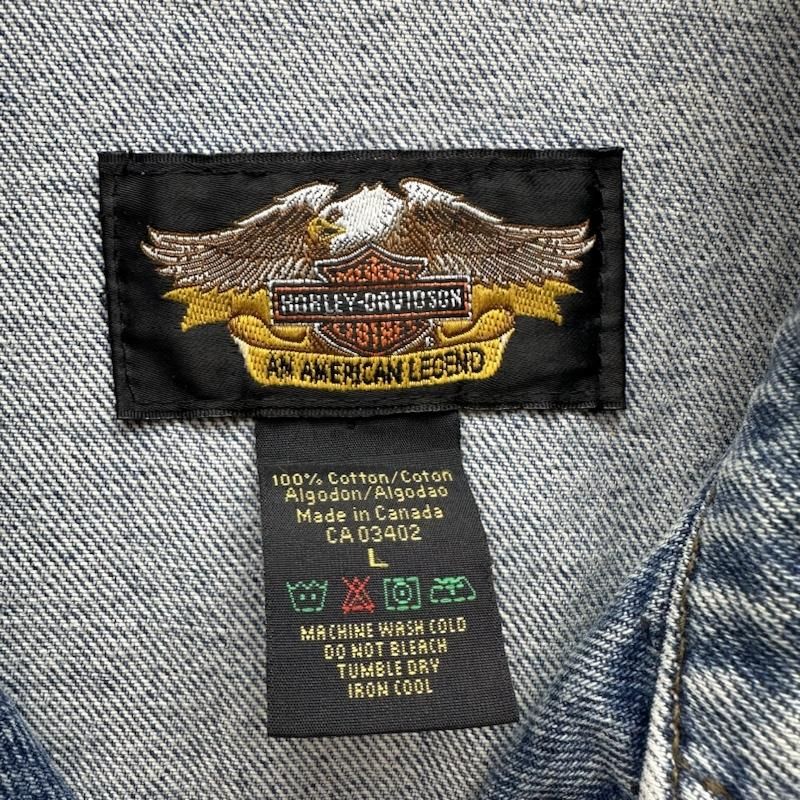 HARLEY-DAVIDSON
AN AMERICAN LEGEND
100% Cotton/Coton
Algodon/Algodao
Made in Canada
CA 03402
L
MACHINE WASH COLD
DO NOT BLEACH
TUMBLE DRY
IRON COOL